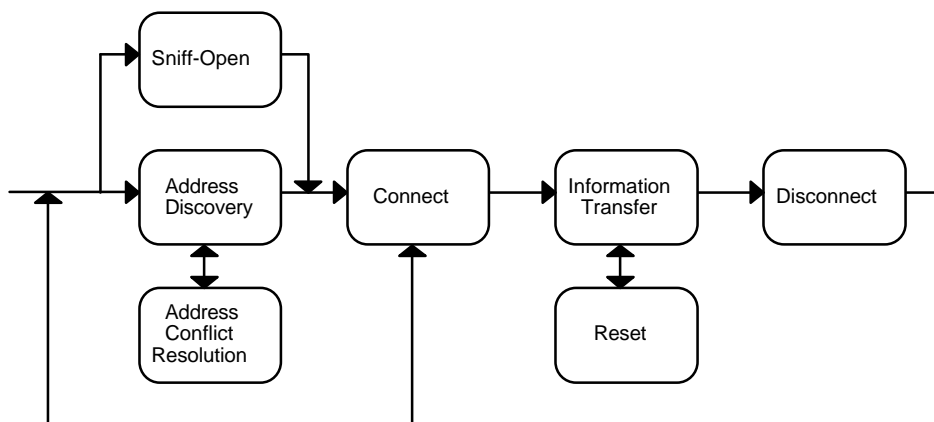 Sniff-Open
Address
Discovery
Connect
Information
Transfer
Disconnect
Address
Conflict
Resolution
Reset